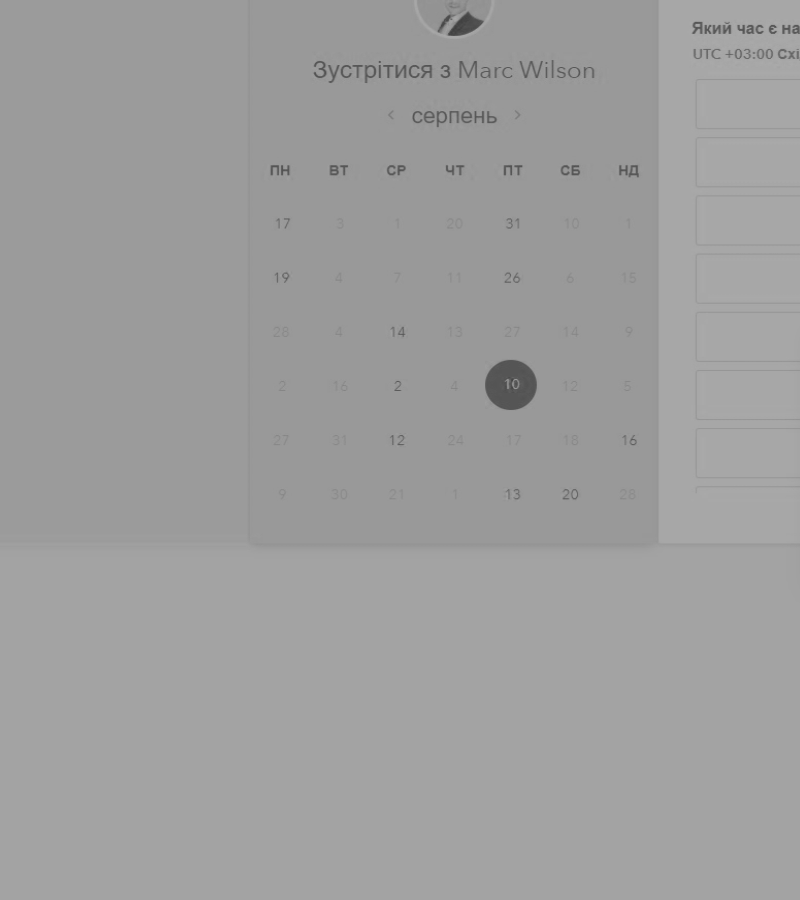 Зустрітися з Marc Wilson
‹ серпень ›
ПН ВТ СР ЧТ ПТ СБ НД
17 3 1 20 31 10 1
19 4 7 11 26 6 15
28 4 14 13 27 14 9
2 16 2 4 10 12 5
27 31 12 24 17 18 16
9 30 21 1 13 20 28
Який час є на
UTC +03:00 Схі